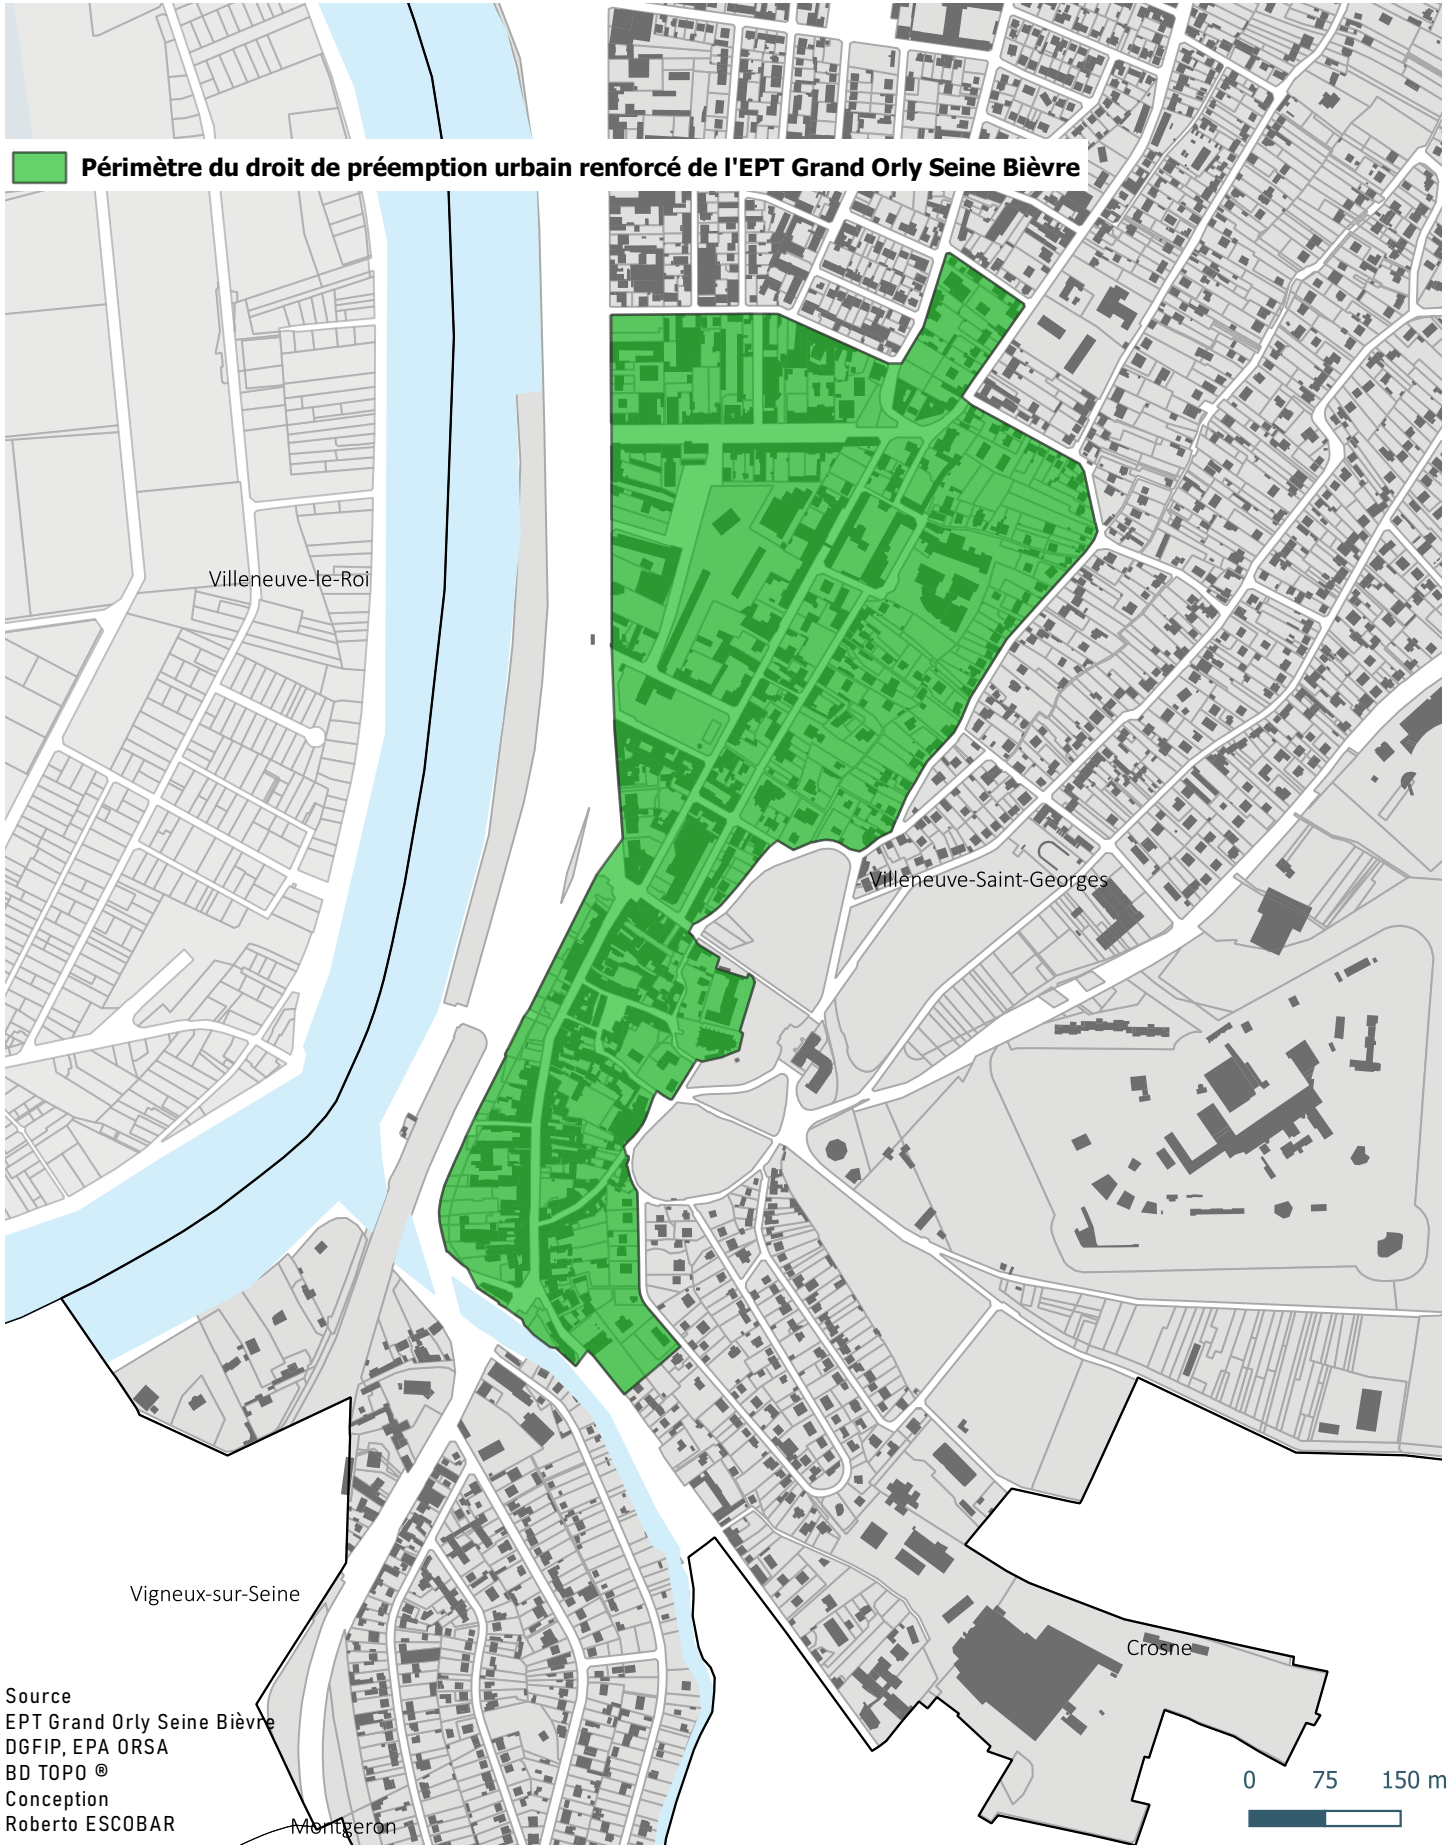 Périmètre du droit de préemption urbain renforcé de l'EPT Grand Orly Seine Bièvre
Villeneuve-le-Roi
Villeneuve-Saint-Georges
Vigneux-sur-Seine
Crosne
Source
EPT Grand Orly Seine Bièvre
DGFIP, EPA ORSA
BD TOPO ®
Conception
Roberto ESCOBAR
Montgeron
0 75 150 m